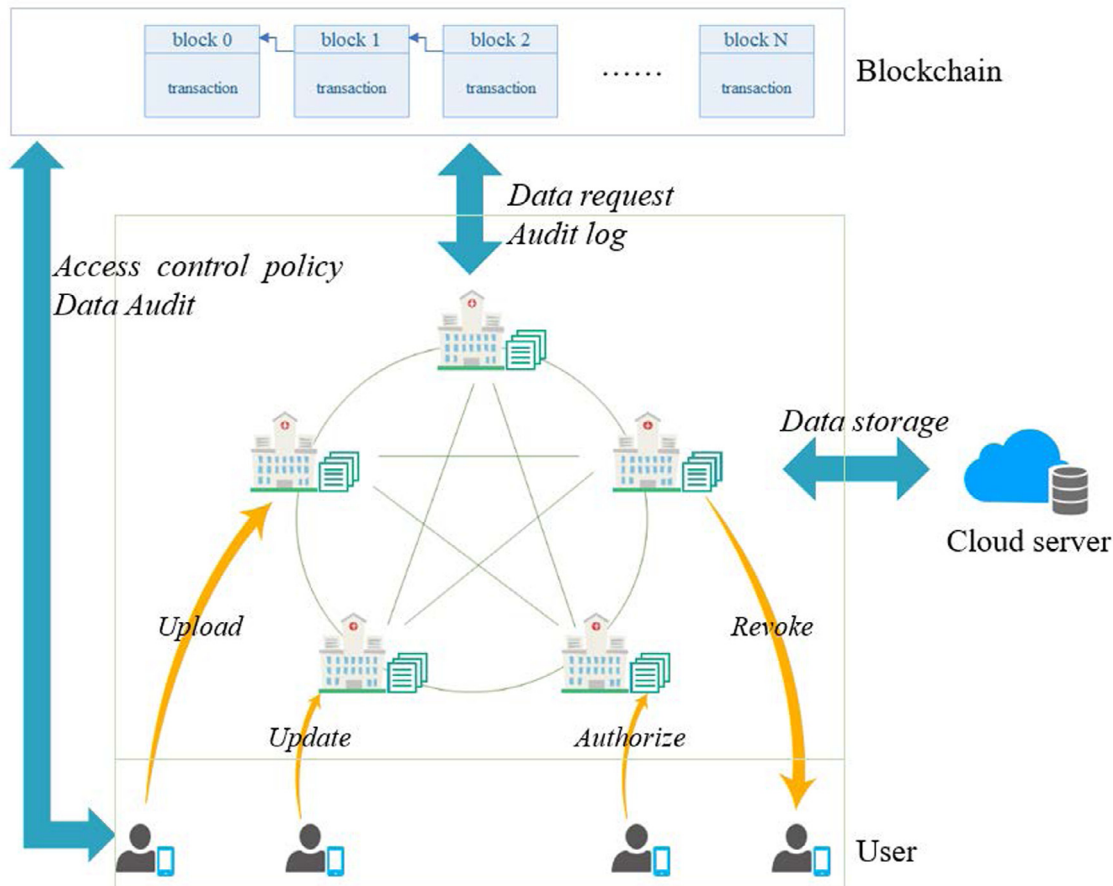 block 0
block 1
block 2
block N
transaction
transaction
transaction
......
transaction
Blockchain
Data request
Audit log
Access control policy
Data Audit
Data storage
Cloud server
Upload
Revoke
Update
Authorize
User